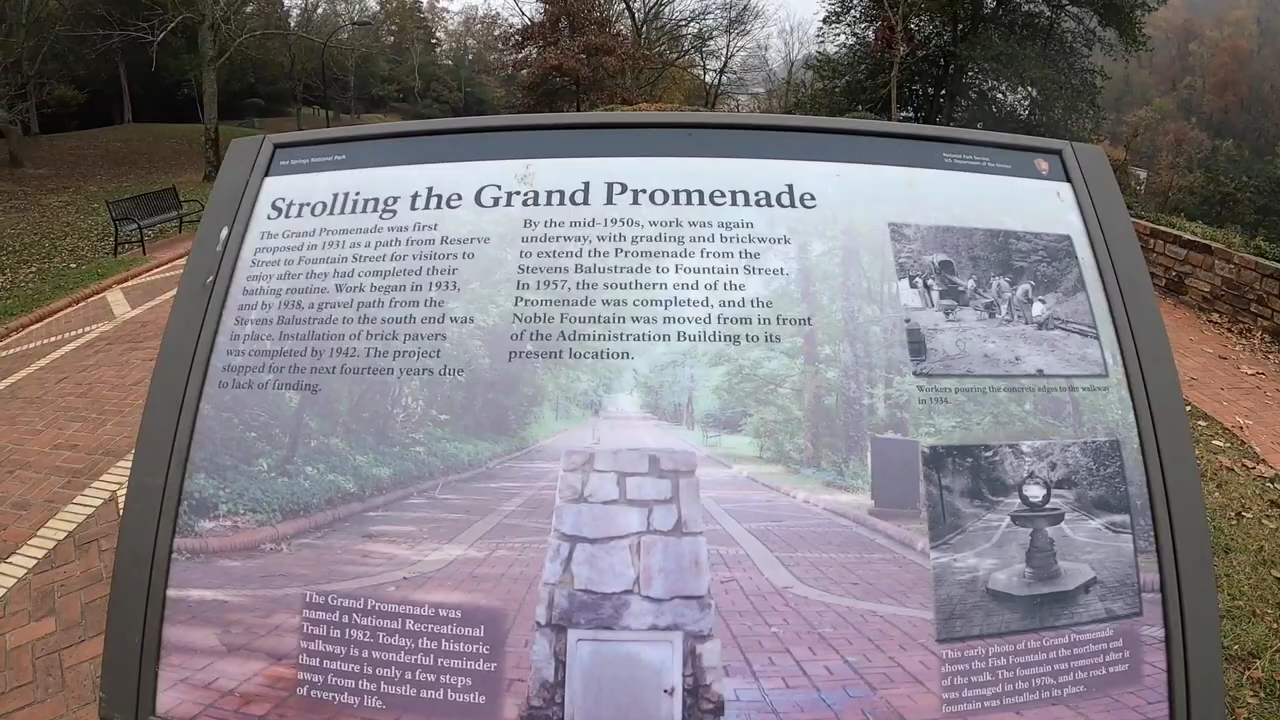 Hot Springs National Park
National Park Service
U.S. Department of the Interior
Strolling the Grand Promenade
The Grand Promenade was first
proposed in 1931 as a path from Reserve
Street to Fountain Street for visitors to
enjoy after they had completed their
bathing routine. Work began in 1933,
and by 1938, a gravel path from the
Stevens Balustrade to the south end was
in place. Installation of brick pavers
was completed by 1942. The project
stopped for the next fourteen years due
to lack of funding.
By the mid-1950s, work was again
underway, with grading and brickwork
to extend the Promenade from the
Stevens Balustrade to Fountain Street.
In 1957, the southern end of the
Promenade was completed, and the
Noble Fountain was moved from in front
of the Administration Building to its
present location.
Workers pouring the concrete edges to the walkway
in 1934.
The Grand Promenade was
named a National Recreational
Trail in 1982. Today, the historic
walkway is a wonderful reminder
that nature is only a few steps
away from the hustle and bustle
of everyday life.
This early photo of the Grand Promenade
shows the Fish Fountain at the northern end
of the walk. The fountain was removed after it
was damaged in the 1970s, and the rock water
fountain was installed in its place.